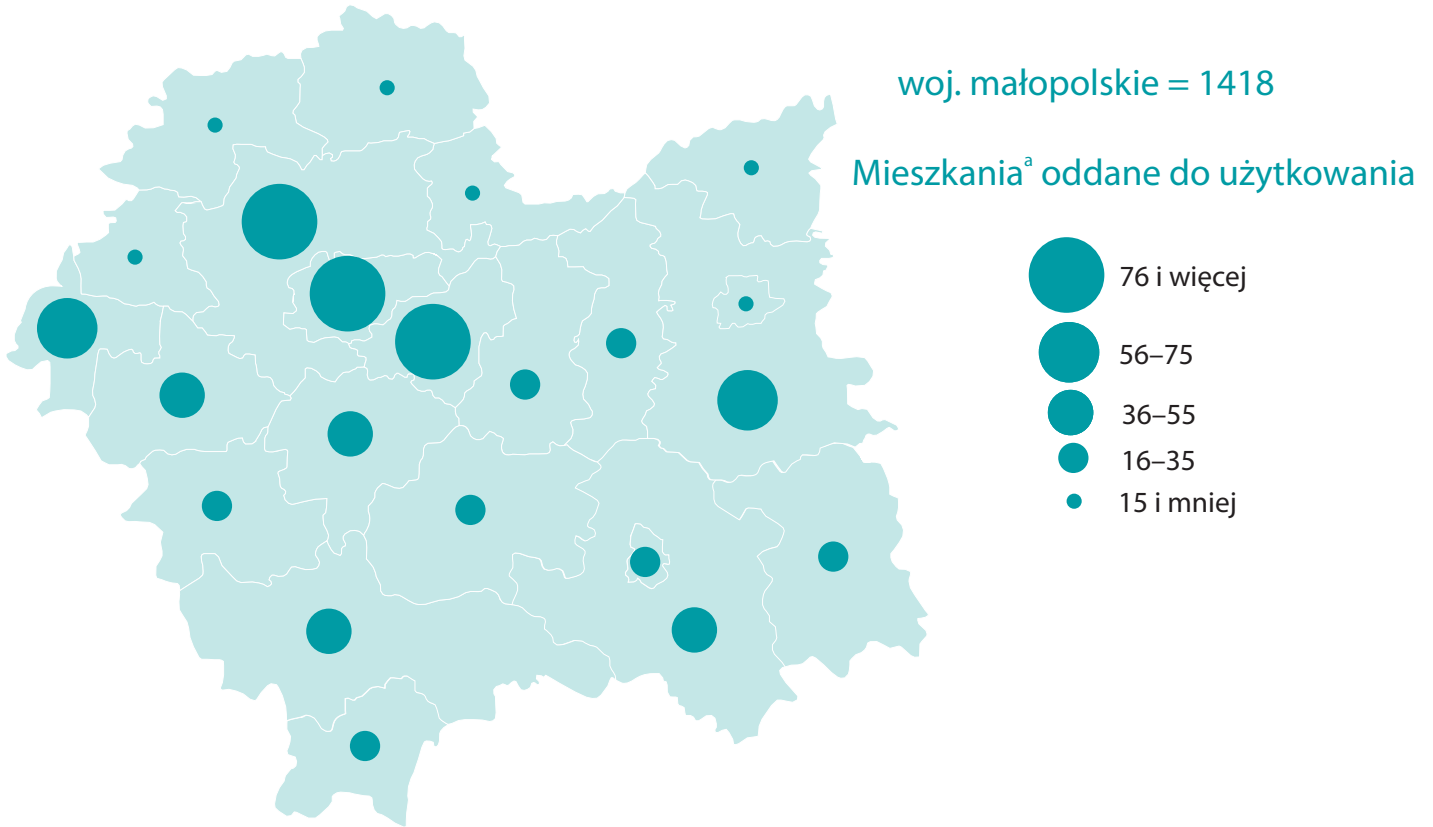 woj. małopolskie = 1418
Mieszkaniaª oddane do użytkowania
76 i więcej
56–75
36–55
16–35
15 i mniej